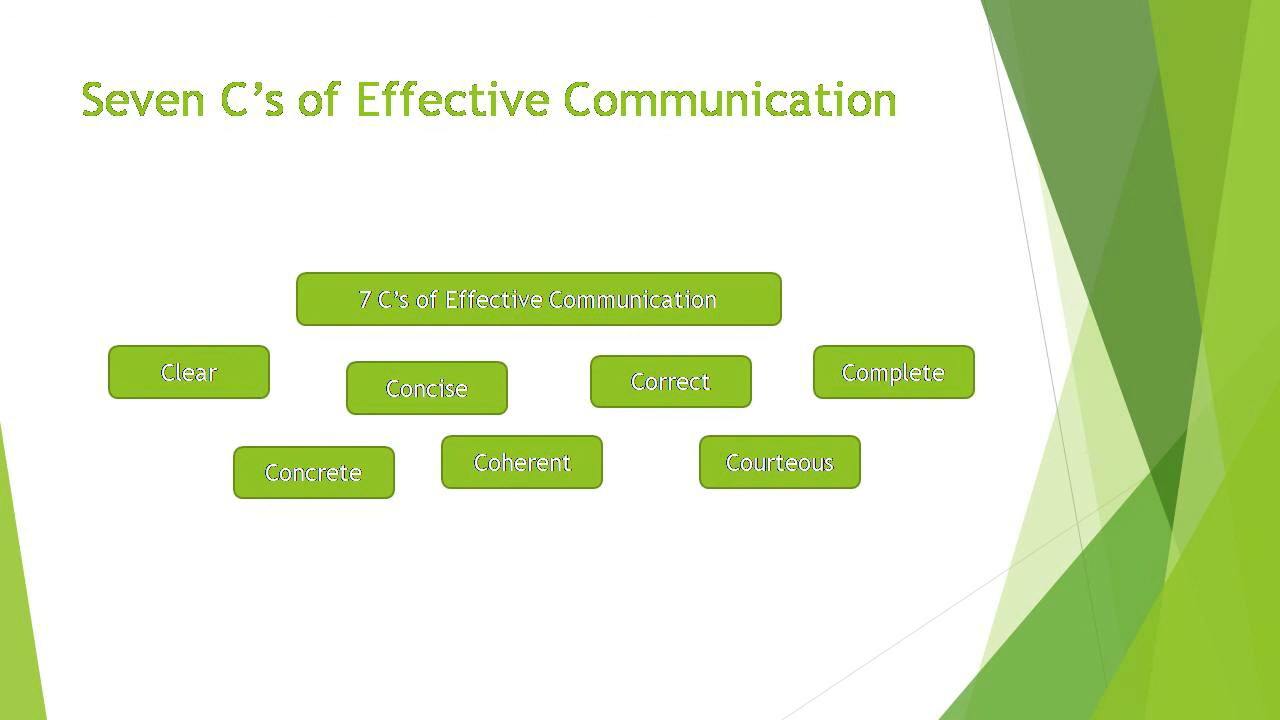 Seven C’s of Effective Communication
7 C’s of Effective Communication
Clear
Concise
Correct
Complete
Concrete
Coherent
Courteous